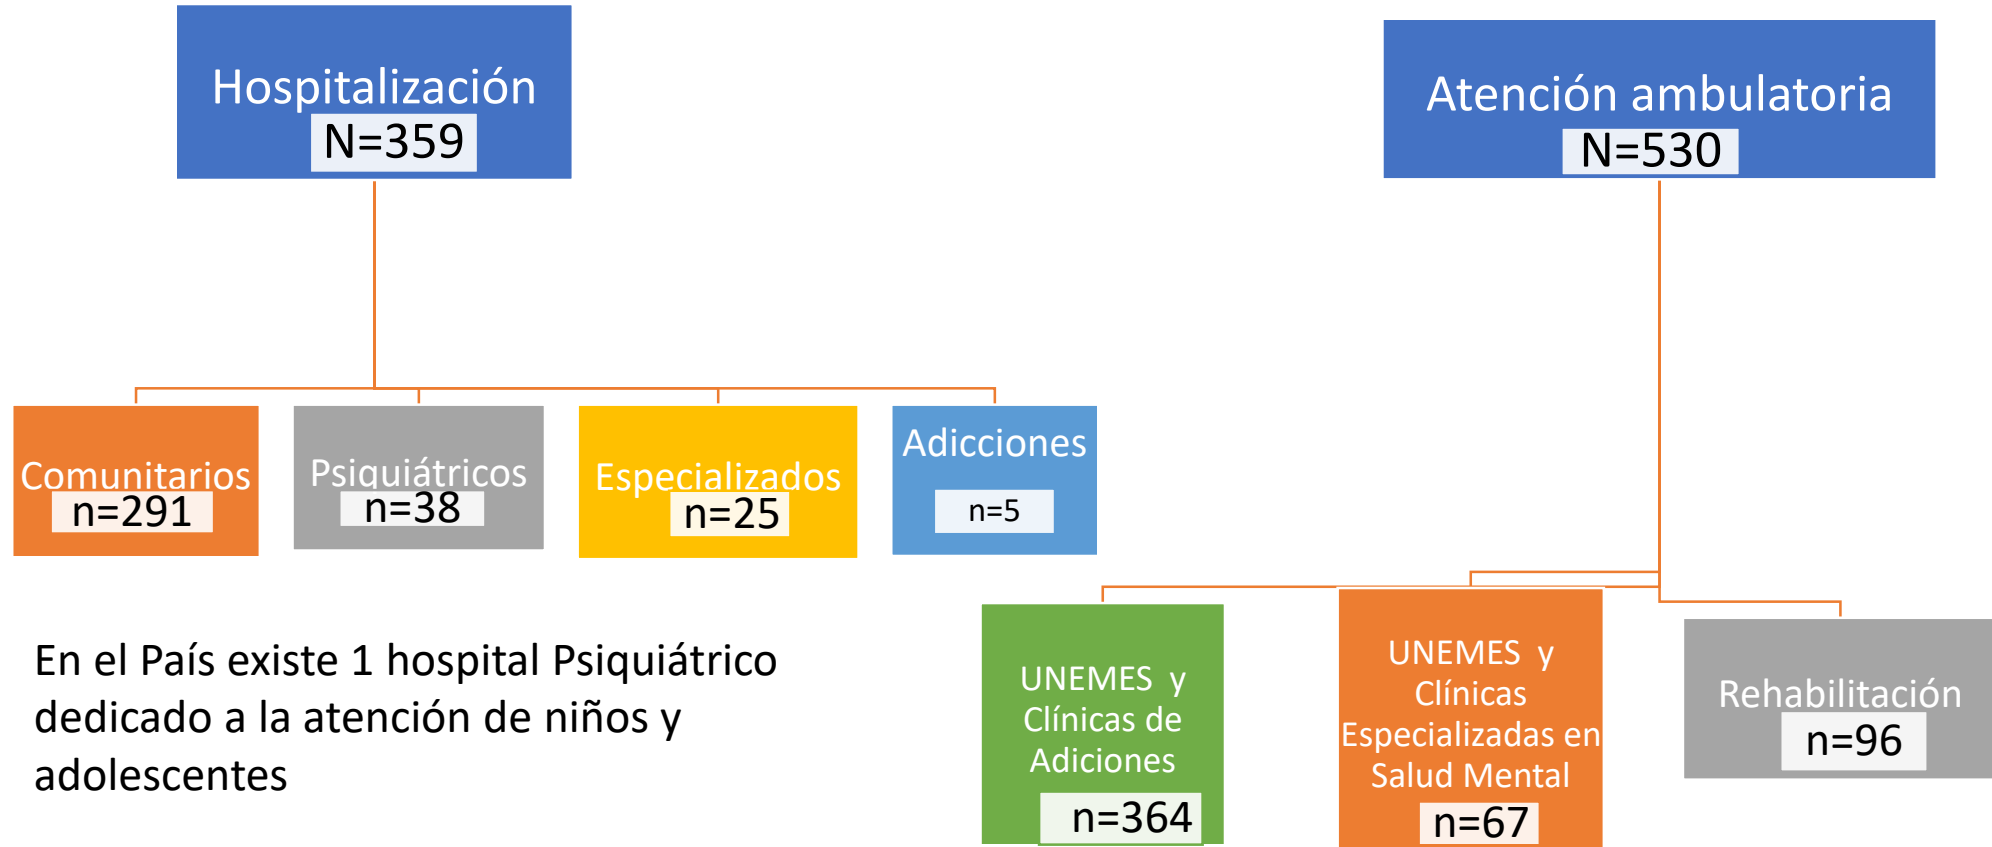 Hospitalización
N=359
Atención ambulatoria
N=530
Comunitarios
n=291
Psiquiátricos
n=38
Especializados
n=25
Adicciones
n=5
En el País existe 1 hospital Psiquiátrico
dedicado a la atención de niños y
adolescentes
UNEMES y
Clínicas de
Adiciones
n=364
UNEMES y
Clínicas
Especializadas en
Salud Mental
n=67
Rehabilitación
n=96